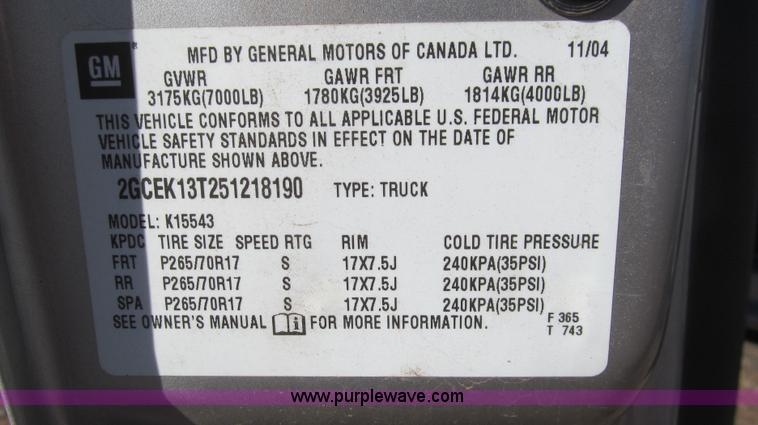 GM ® MFD BY GENERAL MOTORS OF CANADA LTD. 11/04
GVWR GAWR FRT GAWR RR
3175KG(7000LB) 1780KG(3925LB) 1814KG(4000LB)
THIS VEHICLE CONFORMS TO ALL APPLICABLE U.S. FEDERAL MOTOR
VEHICLE SAFETY STANDARDS IN EFFECT ON THE DATE OF
MANUFACTURE SHOWN ABOVE.
2GCEK13T251218190 TYPE: TRUCK
MODEL: K15543
KPDC TIRE SIZE SPEED RTG RIM COLD TIRE PRESSURE
FRT P265/70R17 S 17X7.5J 240KPA(35PSI)
RR P265/70R17 S 17X7.5J 240KPA(35PSI)
SPA P265/70R17 S 17X7.5J 240KPA(35PSI)
SEE OWNER'S MANUAL FOR MORE INFORMATION. F 365
T 743
www.purplewave.com